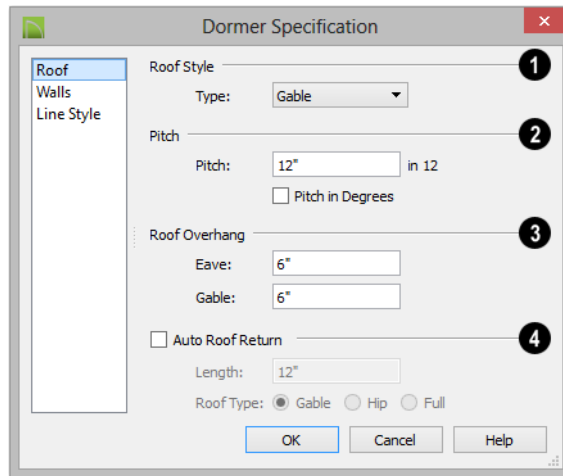 Dormer Specification
Roof
Walls
Line Style
Roof Style 1
Type: Gable
Pitch 2
Pitch: 12" in 12
Pitch in Degrees
Roof Overhang 3
Eave: 6"
Gable: 6"
Auto Roof Return 4
Length: 12"
Roof Type: Gable Hip Full
OK Cancel Help